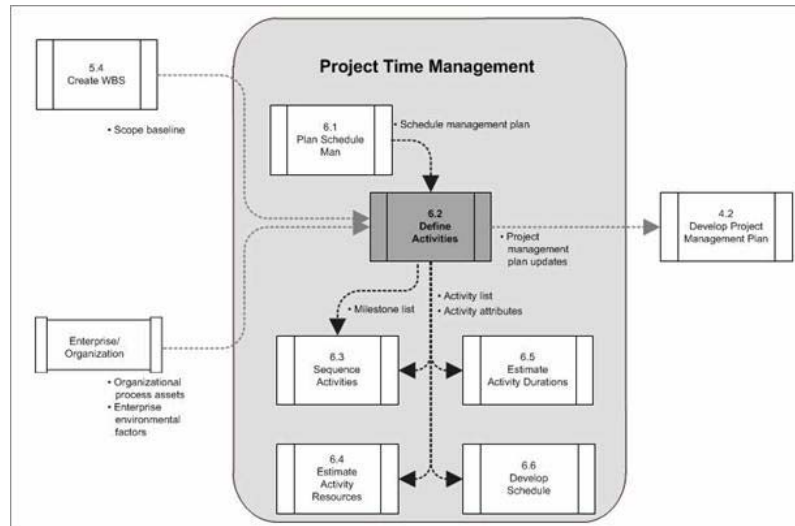 Project Time Management
5.4
Create WBS
• Scope baseline
6.1
Plan Schedule
Man
• Schedule management plan
6.2
Define
Activities
• Project
management
plan updates
4.2
Develop Project
Management Plan
Enterprise/
Organization
• Organizational
process assets
• Enterprise
environmental
factors
• Milestone list
• Activity list
• Activity attributes
6.3
Sequence
Activities
6.5
Estimate
Activity Durations
6.4
Estimate
Activity
Resources
6.6
Develop
Schedule